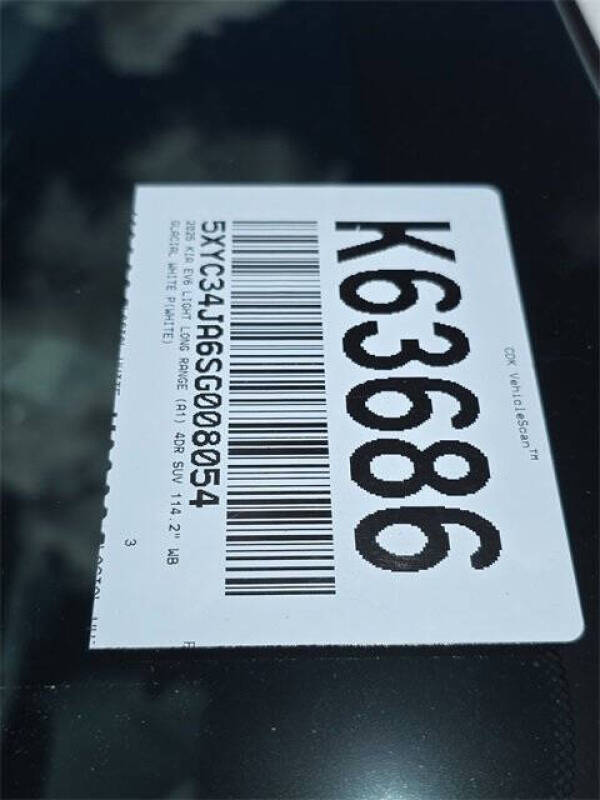 CDK VehicleScan™
K63686
5XYC34JA6SG008054
2025 KIA EV6 LIGHT LONG RANGE (A1) 4DR SUV 114.2" WB
GLACIAL WHITE P(WHITE)
3